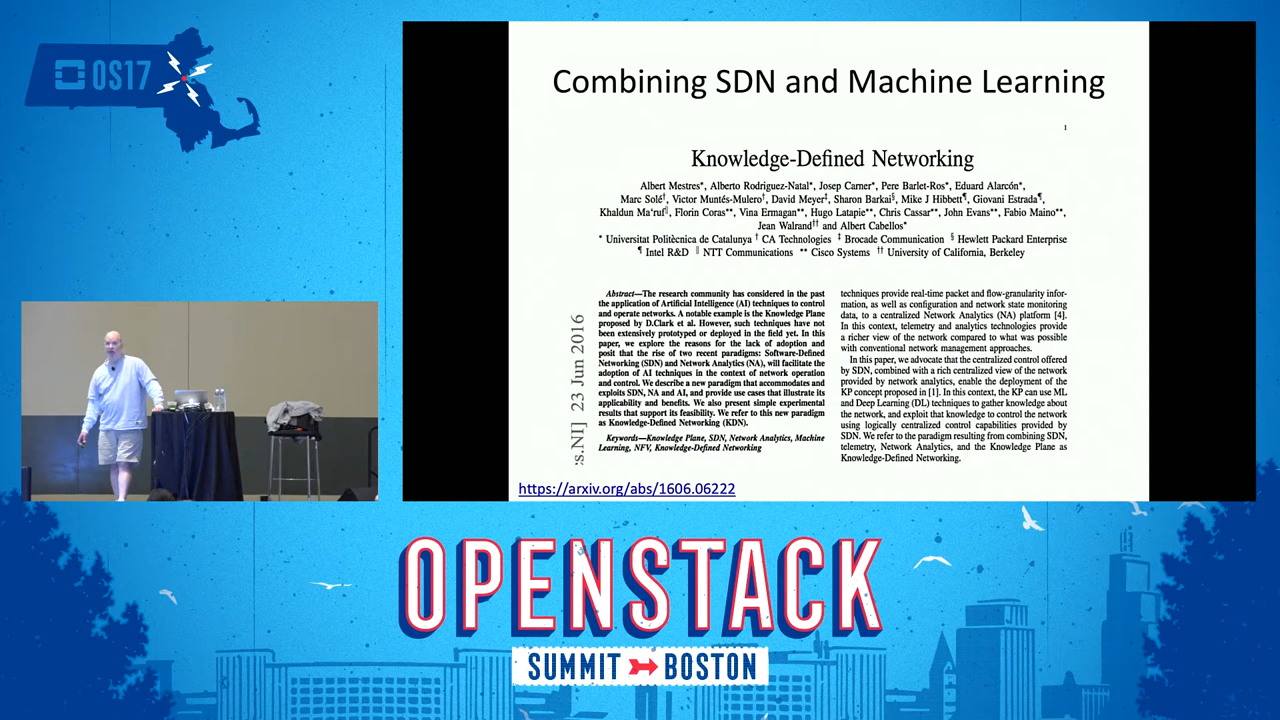 OS17
Combining SDN and Machine Learning
1
Knowledge-Defined Networking
Albert Mestres*, Alberto Rodriguez-Natal*, Josep Carner*, Pere Barlet-Ros*, Eduard Alarcón*,
Marc Solé†, Victor Muntés-Mulero†, David Meyer‡, Sharon Barkai§, Mike J Hibbett¶, Giovani Estrada¶,
Khaldun Ma'ruf‖, Florin Coras**, Vina Ermagan**, Hugo Latapie**, Chris Cassar**, John Evans**, Fabio Maino**,
Jean Walrand†† and Albert Cabellos*
* Universitat Politècnica de Catalunya † CA Technologies ‡ Brocade Communication § Hewlett Packard Enterprise
¶ Intel R&D ‖ NTT Communications ** Cisco Systems †† University of California, Berkeley
Abstract—The research community has considered in the past
the application of Artificial Intelligence (AI) techniques to control
and operate networks. A notable example is the Knowledge Plane
proposed by D.Clark et al. However, such techniques have not
been extensively prototyped or deployed in the field yet. In this
paper, we explore the reasons for the lack of adoption and
posit that the rise of two recent paradigms: Software-Defined
Networking (SDN) and Network Analytics (NA), will facilitate the
adoption of AI techniques in the context of network operation
and control. We describe a new paradigm that accommodates and
exploits SDN, NA and AI, and provide use cases that illustrate its
applicability and benefits. We also present simple experimental
results that support its feasibility. We refer to this new paradigm
as Knowledge-Defined Networking (KDN).
Keywords—Knowledge Plane, SDN, Network Analytics, Machine
Learning, NFV, Knowledge-Defined Networking
techniques provide real-time packet and flow-granularity infor-
mation, as well as configuration and network state monitoring
data, to a centralized Network Analytics (NA) platform [4].
In this context, telemetry and analytics technologies provide
a richer view of the network compared to what was possible
with conventional network management approaches.
In this paper, we advocate that the centralized control offered
by SDN, combined with a rich centralized view of the network
provided by network analytics, enable the deployment of the
KP concept proposed in [1]. In this context, the KP can use ML
and Deep Learning (DL) techniques to gather knowledge about
the network, and exploit that knowledge to control the network
using logically centralized control capabilities provided by
SDN. We refer to the paradigm resulting from combining SDN,
telemetry, Network Analytics, and the Knowledge Plane as
Knowledge-Defined Networking.
s.NI] 23 Jun 2016
https://arxiv.org/abs/1606.06222
OPENSTACK
SUMMIT BOSTON